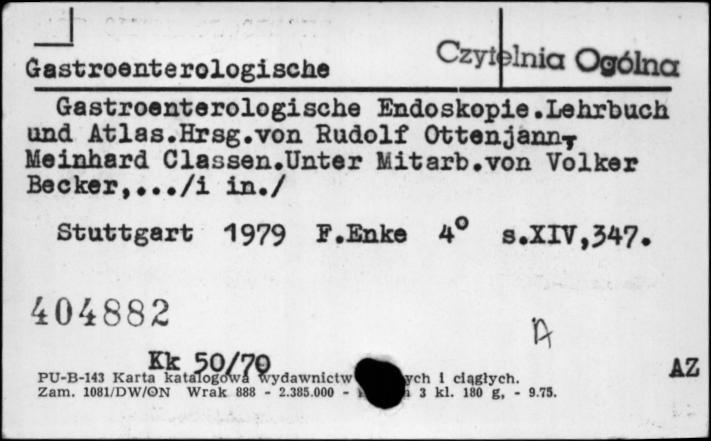 Czytelnia Ogólna
Gastroenterologische
Gastroenterologische Endoskopie.Lehrbuch
und Atlas.Hrsg.von Rudolf Ottenjann,
Meinhard Classen.Unter Mitarb.von Volker
Becker,.../i in./
Stuttgart 1979 F.Enke 4° s.XIV,347.
404882
Kk 50/70
AZ
PU-B-143 Karta katalogowa wydawnictw ych i ciągłych.
Zam. 1081/DW/ON Wrak 888 - 2.385.000 - 3 kl. 180 g, - 9.75.